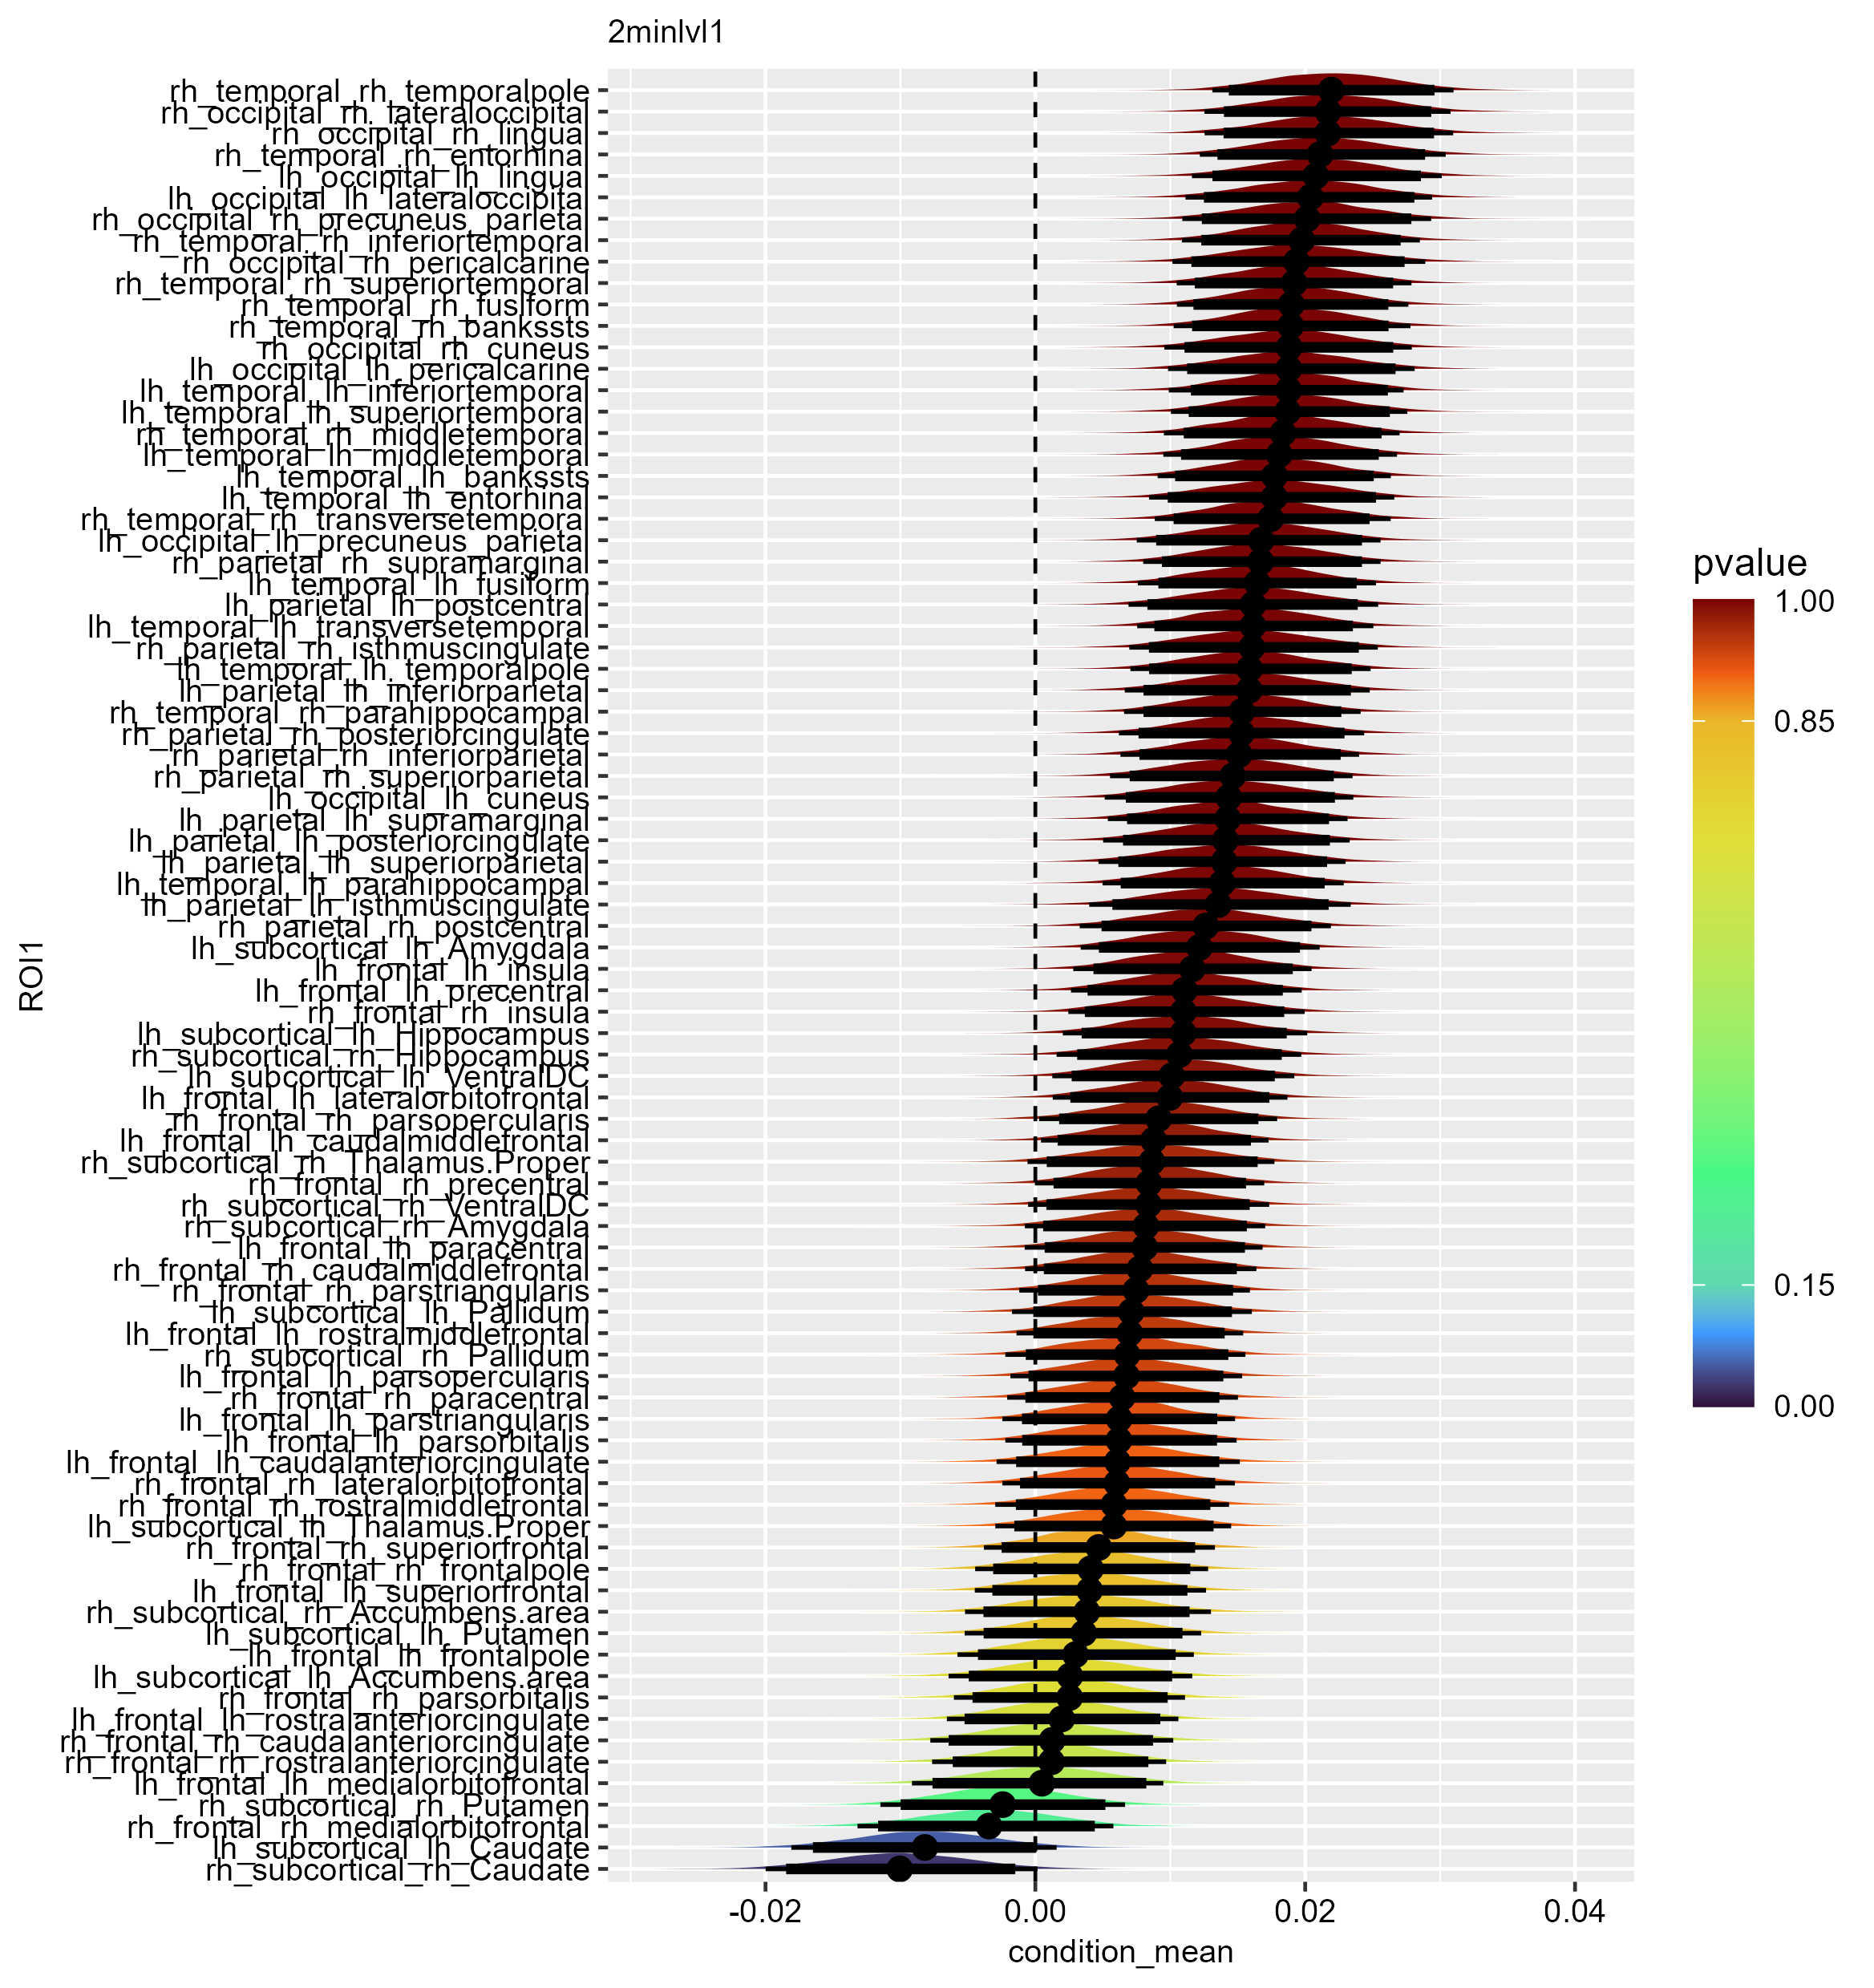 2minlvl1
rh_temporal_rh_temporalpole
rh_occipital_rh_lateraloccipital
rh_occipital_rh_lingua
rh_temporal_rh_entorhina
lh_occipital_lh_lingua
lh_occipital_lh_lateraloccipital
rh_occipital_rh_precuneus_parietal
rh_temporal_rh_inferiortemporal
rh_occipital_rh_pericalcarine
rh_temporal_rh_superiortemporal
rh_temporal_rh_fusiform
rh_temporal_rh_bankssts
rh_occipital_rh_cuneus
lh_occipital_lh_pericalcarine
lh_temporal_lh_inferiortemporal
lh_temporal_lh_superiortemporal
rh_temporal_rh_middletemporal
lh_temporal_lh_middletemporal
lh_temporal_lh_bankssts
lh_temporal_lh_entorhinal
rh_temporal_rh_transversetempora
lh_occipital_lh_precuneus_parietal
rh_parietal_rh_supramarginal
lh_temporal_lh_fusiform
lh_parietal_lh_postcentral
lh_temporal_lh_transversetemporal
rh_parietal_rh_isthmuscingulate
lh_temporal_lh_temporalpole
lh_parietal_lh_inferiorparietal
rh_temporal_rh_parahippocampal
rh_parietal_rh_posteriorcingulate
rh_parietal_rh_inferiorparietal
rh_parietal_rh_superiorparietal
lh_occipital_lh_cuneus
lh_parietal_lh_supramarginal
lh_parietal_lh_posteriorcingulate
lh_parietal_lh_superiorparietal
lh_temporal_lh_parahippocampal
lh_parietal_lh_isthmuscingulate
rh_parietal_rh_postcentral
lh_subcortical_lh_Amygdala
lh_frontal_lh_insula
lh_frontal_lh_precentral
rh_frontal_rh_insula
lh_subcortical_lh_Hippocampus
rh_subcortical_rh_Hippocampus
lh_subcortical_lh_VentralDC
lh_frontal_lh_lateralorbitofrontal
rh_frontal_rh_parsopercularis
lh_frontal_lh_caudalmiddlefrontal
rh_subcortical_rh_Thalamus.Proper
rh_frontal_rh_precentral
rh_subcortical_rh_VentralDC
rh_subcortical_rh_Amygdala
lh_frontal_lh_paracentral
rh_frontal_rh_caudalmiddlefrontal
rh_frontal_rh_parstriangularis
lh_subcortical_lh_Pallidum
lh_frontal_lh_rostralmiddlefrontal
rh_subcortical_rh_Pallidum
lh_frontal_lh_parsopercularis
rh_frontal_rh_paracentral
lh_frontal_lh_parstriangularis
lh_frontal_lh_parsorbitalis
lh_frontal_lh_caudalanteriorcingulate
rh_frontal_rh_lateralorbitofrontal
rh_frontal_rh_rostralmiddlefrontal
lh_subcortical_lh_Thalamus.Proper
rh_frontal_rh_superiorfrontal
rh_frontal_rh_frontalpole
lh_frontal_lh_superiorfrontal
rh_subcortical_rh_Accumbens.area
lh_subcortical_lh_Putamen
lh_frontal_lh_frontalpole
lh_subcortical_lh_Accumbens.area
rh_frontal_rh_parsorbitalis
lh_frontal_lh_rostralanteriorcingulate
rh_frontal_rh_caudalanteriorcingulate
rh_frontal_rh_rostralanteriorcingulate
lh_frontal_lh_medialorbitofrontal
rh_subcortical_rh_Putamen
rh_frontal_rh_medialorbitofrontal
lh_subcortical_lh_Caudate
rh_subcortical_rh_Caudate
ROI1
-0.02 0.00 0.02 0.04
condition_mean
pvalue
1.00
0.85
0.15
0.00